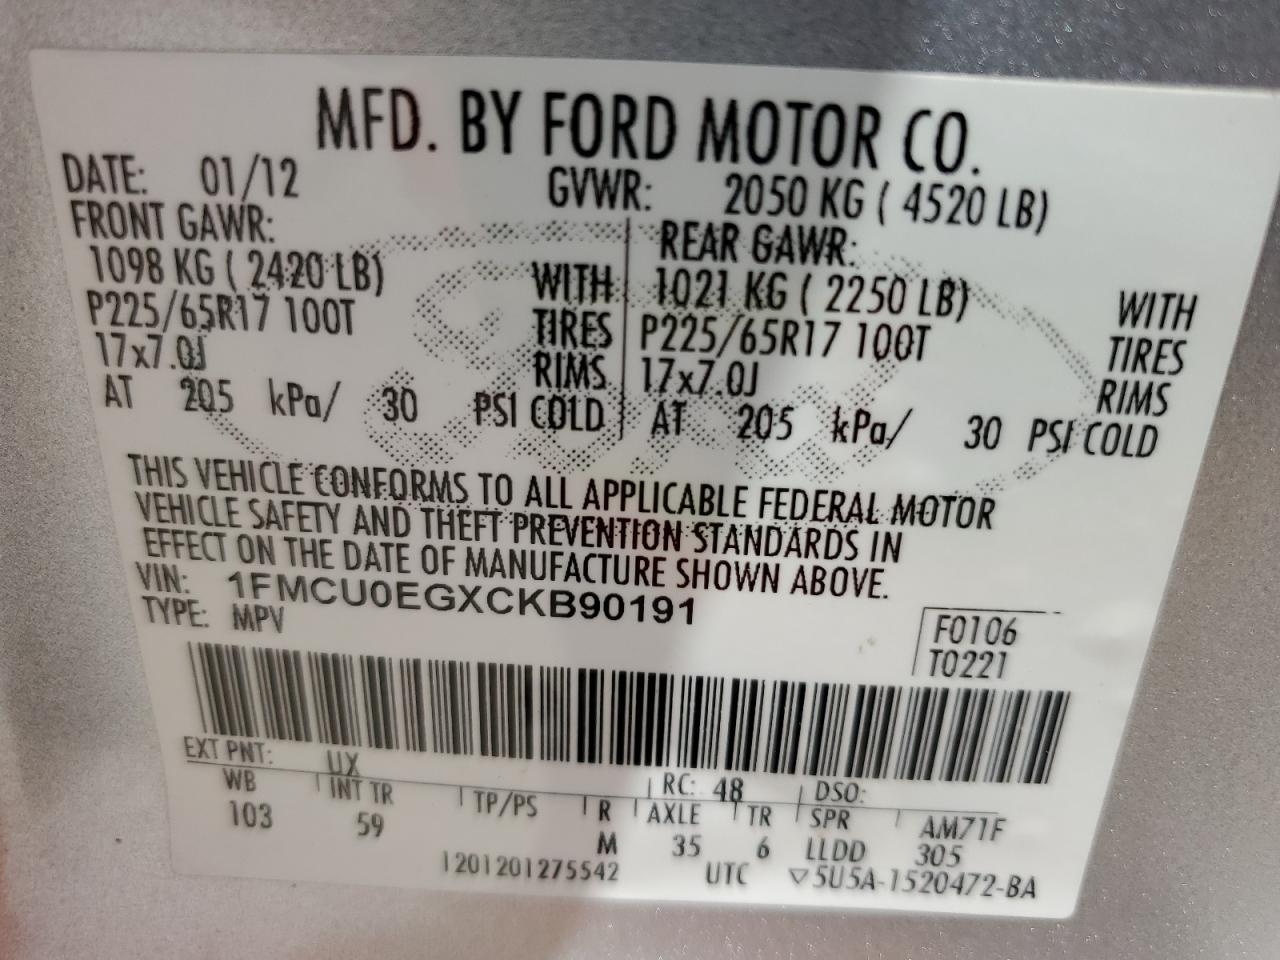 MFD. BY FORD MOTOR CO.
DATE: 01/12 GVWR: 2050 KG ( 4520 LB)
FRONT GAWR: REAR GAWR:
1098 KG ( 2420 LB) WITH 1021 KG ( 2250 LB) WITH
P225/65R17 100T TIRES P225/65R17 100T TIRES
17x7.0J RIMS 17x7.0J RIMS
AT 205 kPa/ 30 PSI COLD AT 205 kPa/ 30 PSI COLD
THIS VEHICLE CONFORMS TO ALL APPLICABLE FEDERAL MOTOR
VEHICLE SAFETY AND THEFT PREVENTION STANDARDS IN
EFFECT ON THE DATE OF MANUFACTURE SHOWN ABOVE.
VIN: 1FMCU0EGXCKB90191
TYPE: MPV F0106
T0221
EXT PNT: UX RC: 48 DSO:
WB INT TR TP/PS R AXLE TR SPR AM71F
103 59 M 35 6 LLDD 305
1201201275542 UTC ▽5U5A-1520472-BA